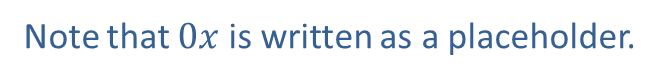 Note that 0x is written as a placeholder.